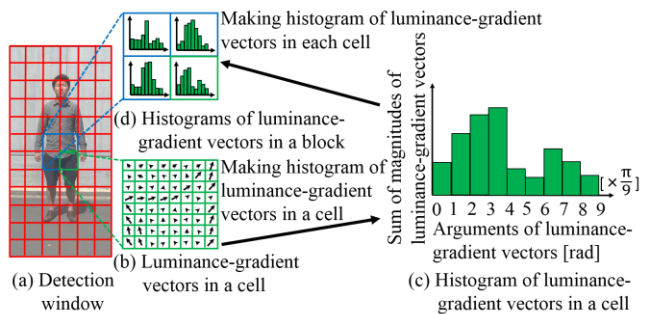 Making histogram of luminance-gradient
vectors in each cell
(d) Histograms of luminance-
gradient vectors in a block
Making histogram of
luminance-gradient
vectors in a cell
(b) Luminance-gradient
vectors in a cell
(a) Detection
window
Sum of magnitudes of
luminance-gradient vectors
[×π/9]
0 1 2 3 4 5 6 7 8 9
Arguments of luminance-
gradient vectors [rad]
(c) Histogram of luminance-
gradient vectors in a cell